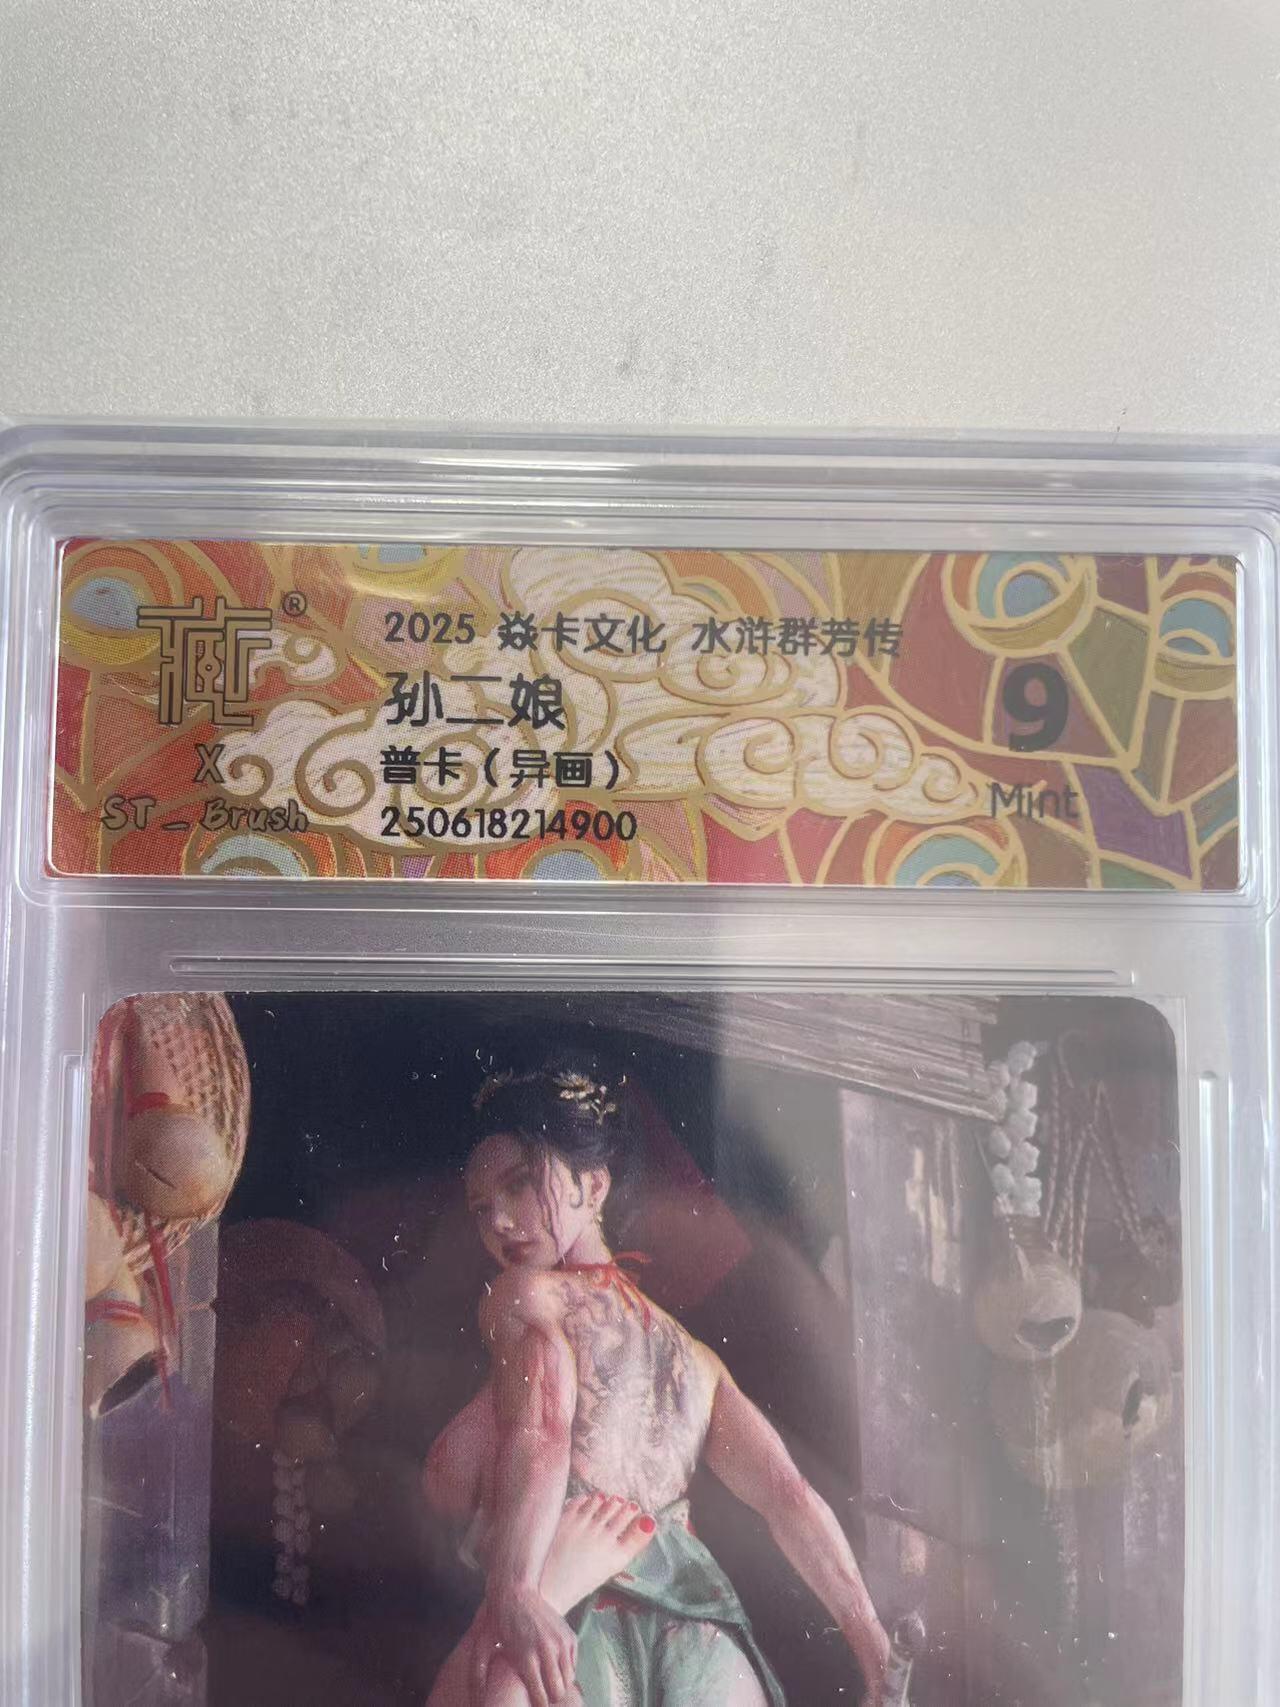 藏®
X
ST_Brush
2025 焱卡文化 水浒群芳传
孙二娘
普卡（异画）
250618214900
9
Mint